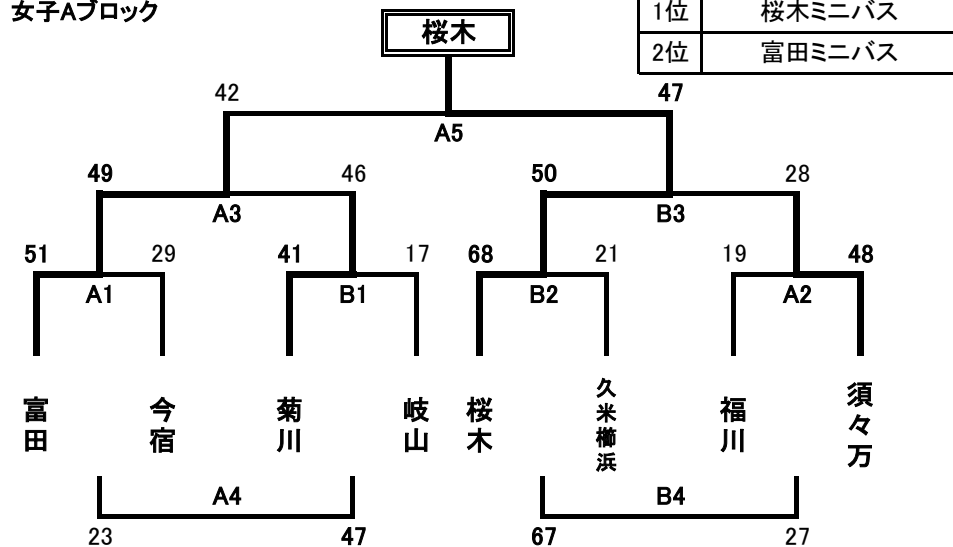 女子Aブロック
1位 桜木ミニバス
2位 富田ミニバス
桜木
42 47
A5
49 46 50 28
A3 B3
51 29 41 17 68 21 19 48
A1 B1 B2 A2
富田 今宿 菊川 岐山 桜木 久米櫛浜 福川 須々万
A4 B4
23 47 67 27